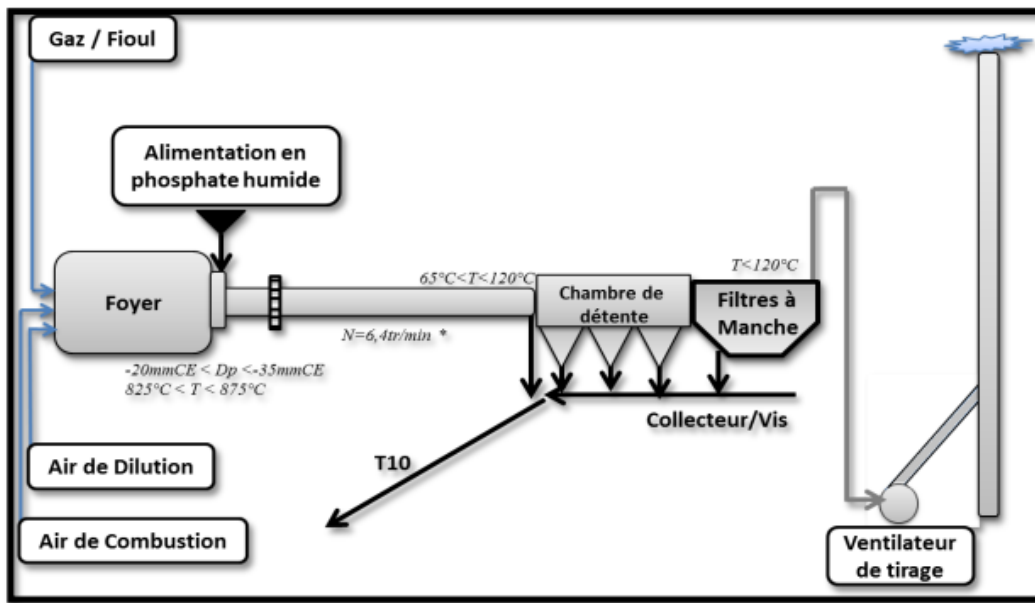 Gaz / Fioul
Alimentation en
phosphate humide
65°C<T<120°C
T<120°C
Foyer
Chambre de
détente
Filtres à
Manche
N=6,4tr/min *
-20mmCE < Dp <-35mmCE
825°C < T < 875°C
Collecteur/Vis
T10
Air de Dilution
Air de Combustion
Ventilateur
de tirage